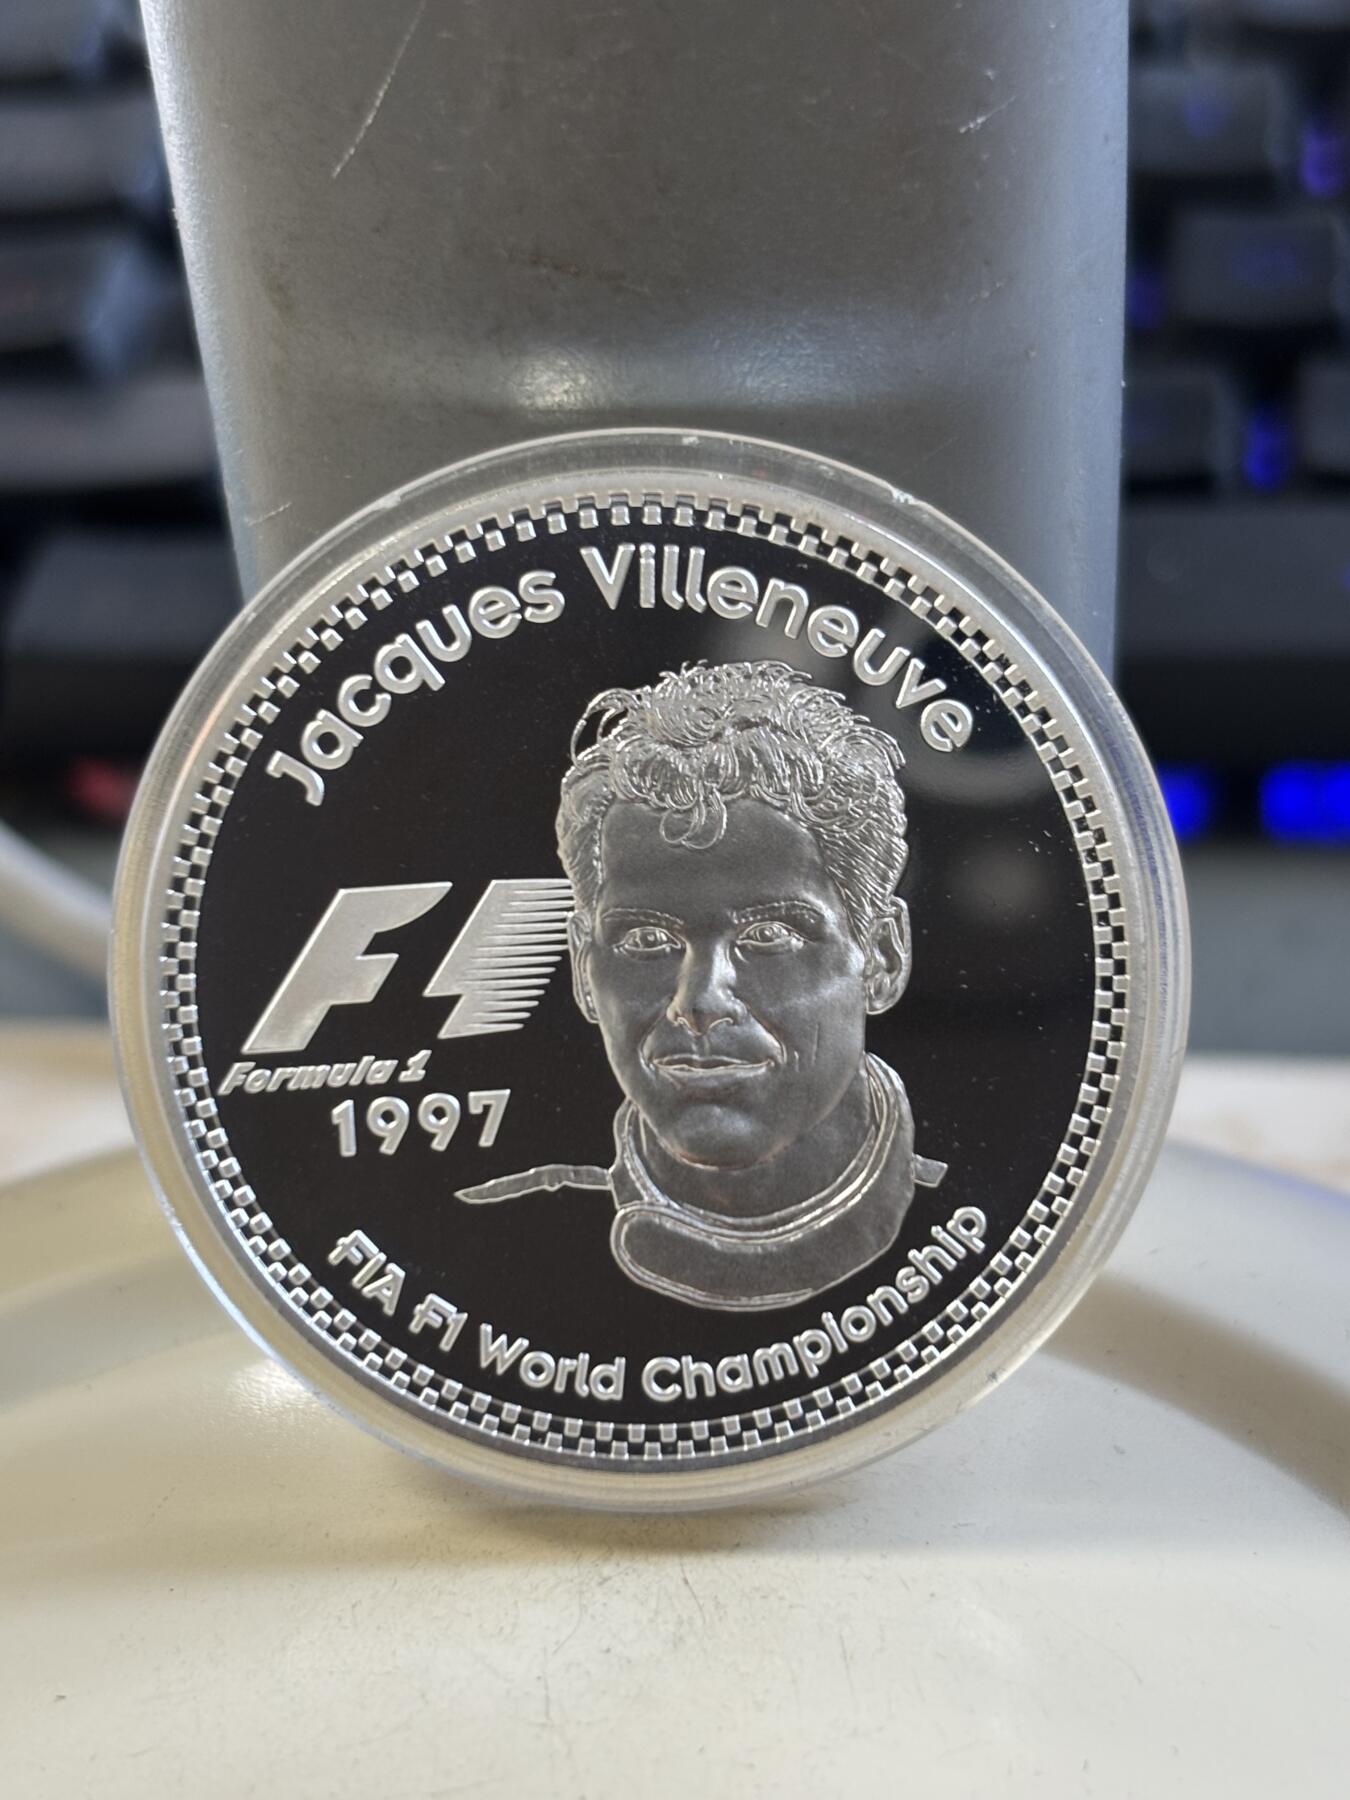 Jacques Villeneuve
F1
Formula 1
1997
FIA F1 World Championship